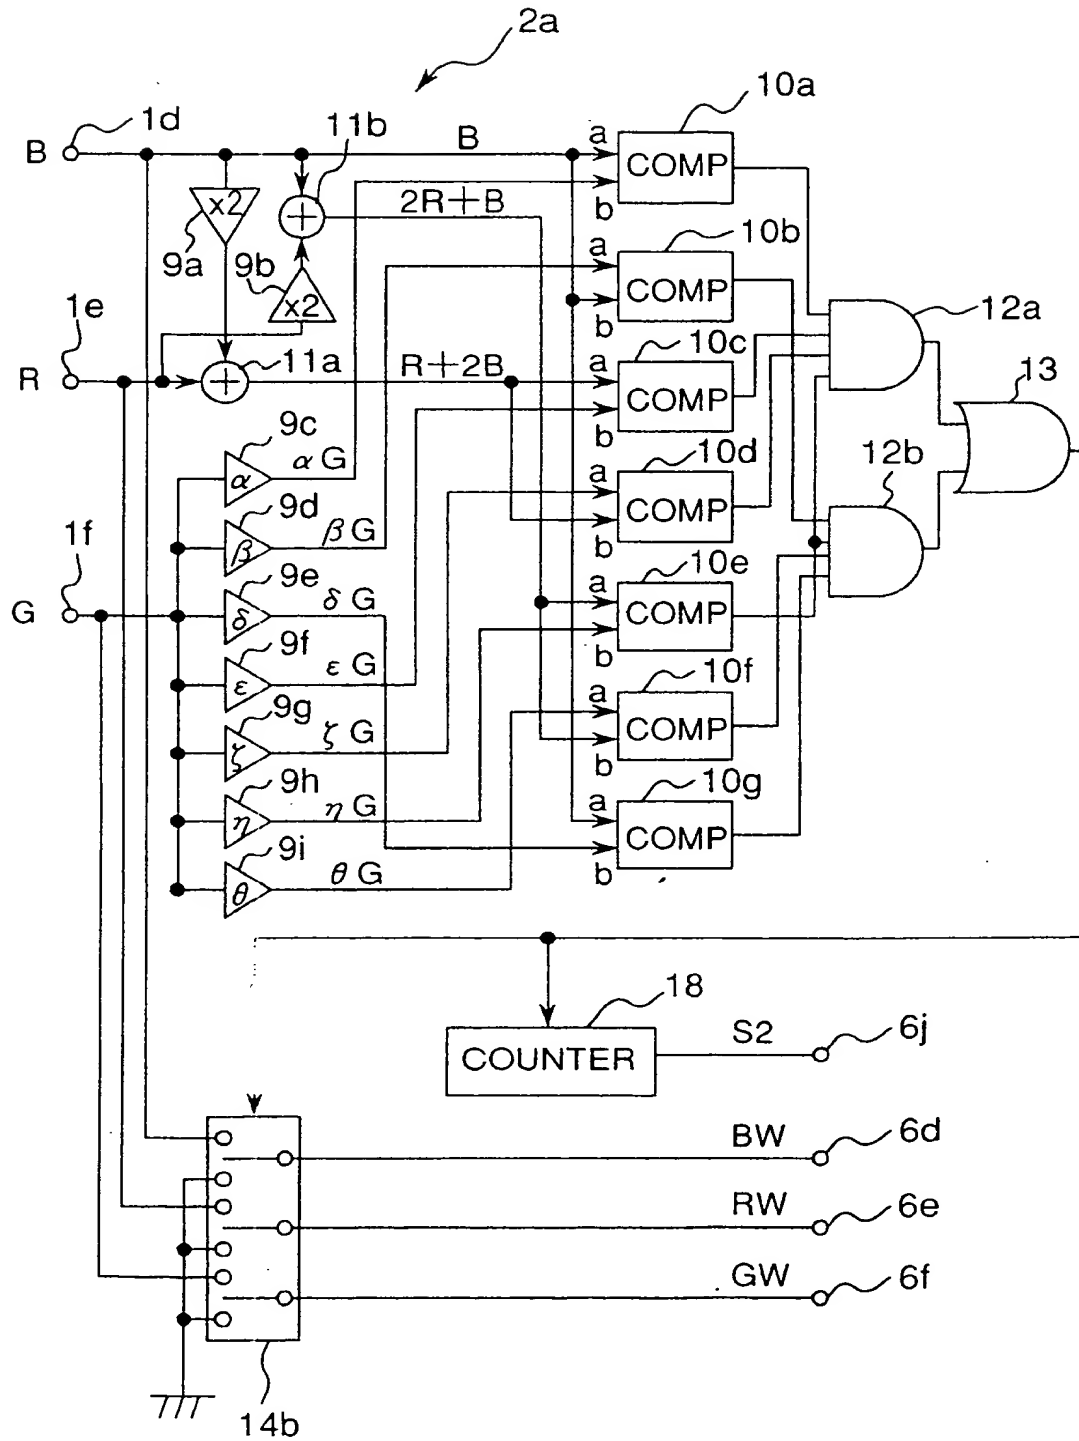 2a
10a
1d
11b
B
B
a
COMP
b
x2
2R+B
10b
9a
9b
a
COMP
b
x2
1e
12a
10c
R
11a
R+2B
a
COMP
b
13
9c
α
αG
10d
12b
a
COMP
b
9d
β
βG
1f
10e
9e
G
δ
δG
a
COMP
b
9f
ε
εG
10f
a
COMP
b
9g
ζ
ζG
10g
9h
η
ηG
a
COMP
b
9i
θ
θG
18
COUNTER
S2
6j
BW
6d
RW
6e
GW
6f
14b